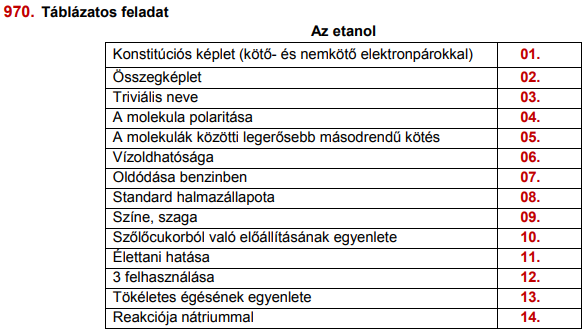 970. Táblázatos feladat
Az etanol
Konstitúciós képlet (kötő- és nemkötő elektronpárokkal) 01.
Összegképlet 02.
Triviális neve 03.
A molekula polaritása 04.
A molekulák közötti legerősebb másodrendű kötés 05.
Vízoldhatósága 06.
Oldódása benzinben 07.
Standard halmazállapota 08.
Színe, szaga 09.
Szőlőcukorból való előállításának egyenlete 10.
Élettani hatása 11.
3 felhasználása 12.
Tökéletes égésének egyenlete 13.
Reakciója nátriummal 14.